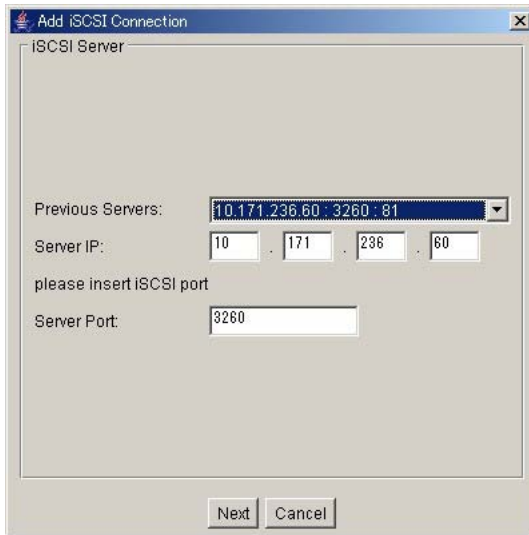 Add iSCSI Connection
iSCSI Server
Previous Servers: 10.171.236.60 : 3260 : 81
Server IP: 10 . 171 . 236 . 60
please insert iSCSI port
Server Port: 3260
Next Cancel